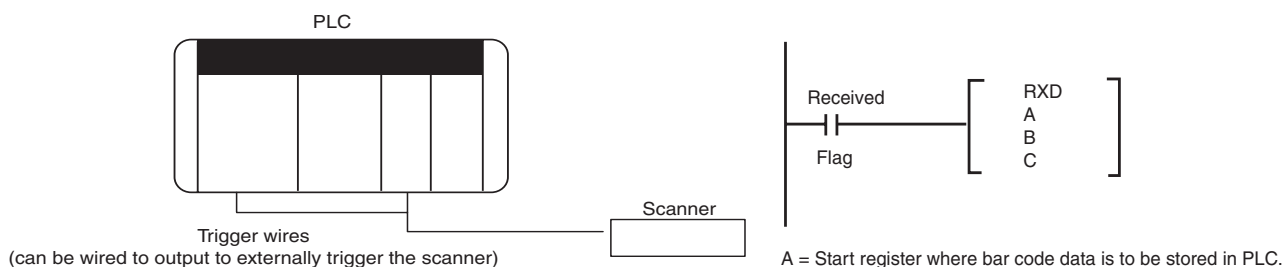 PLC
Trigger wires
(can be wired to output to externally trigger the scanner)
Scanner
Received
Flag
RXD
A
B
C
A = Start register where bar code data is to be stored in PLC.